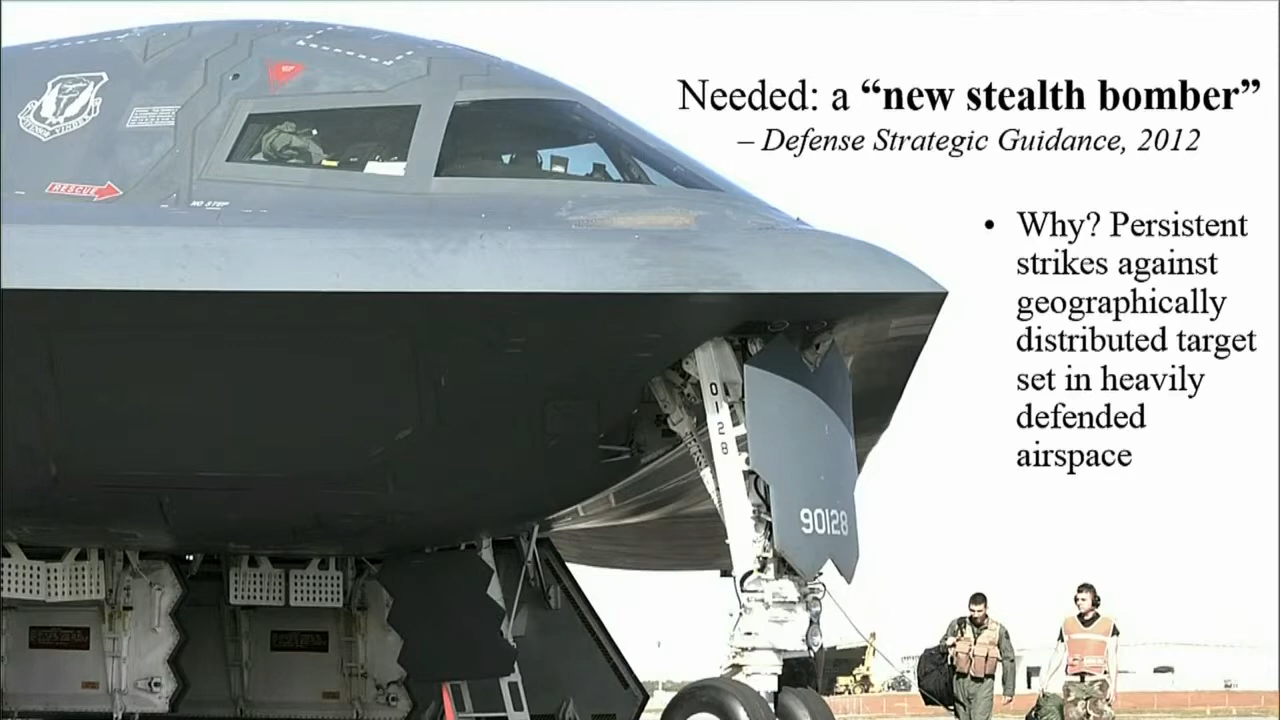 Needed: a “new stealth bomber”
– Defense Strategic Guidance, 2012
• Why? Persistent
strikes against
geographically
distributed target
set in heavily
defended
airspace
RESCUE
NO STEP
0128
90128